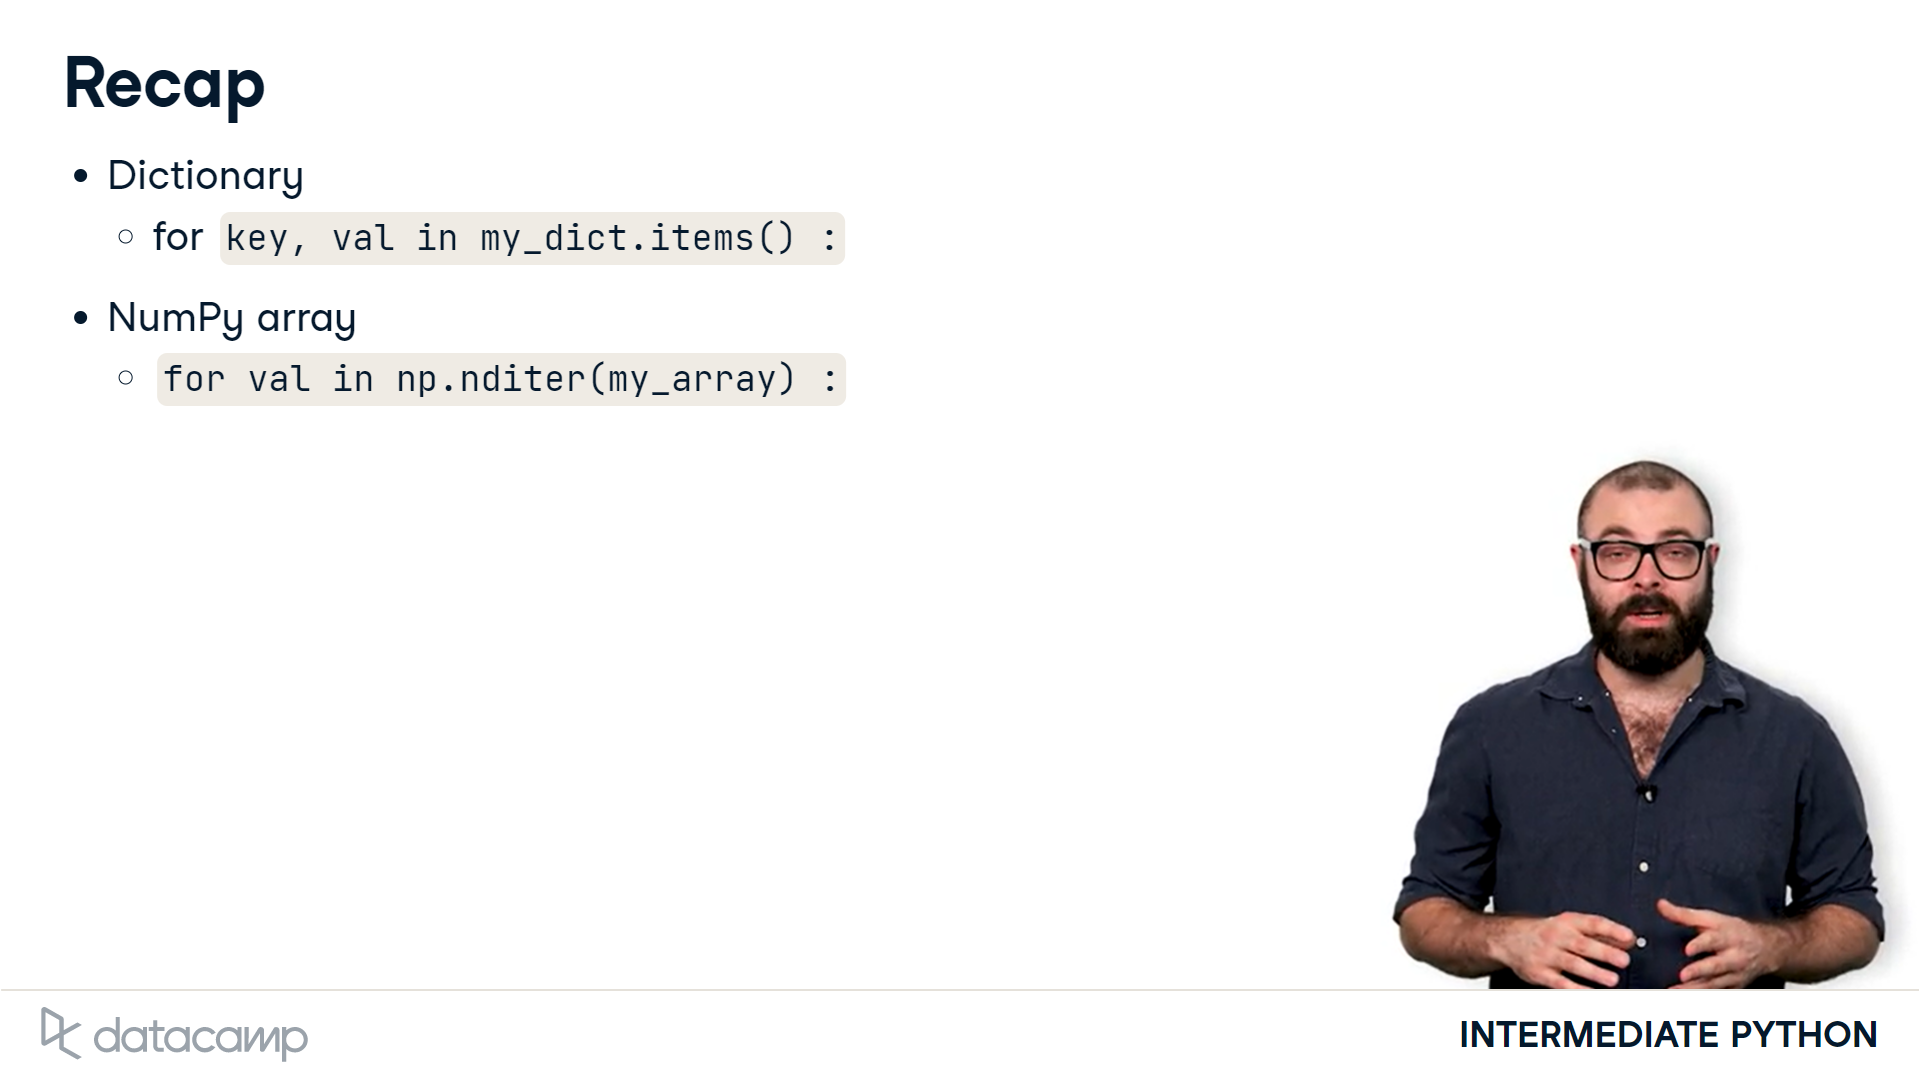 Recap
Dictionary
for key, val in my_dict.items() :
NumPy array
for val in np.nditer(my_array) :
datacamp
INTERMEDIATE PYTHON